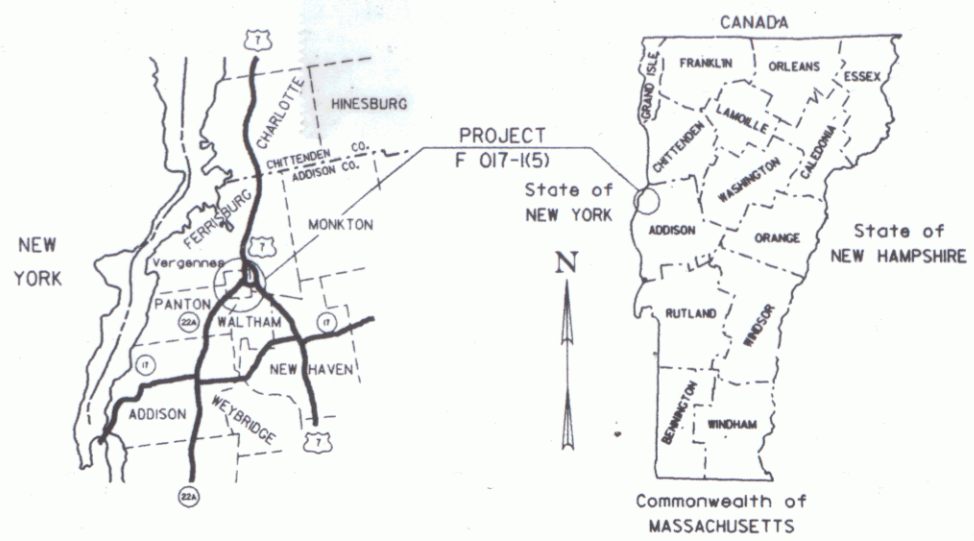 CANADA
7
GRAND ISLE
FRANKLIN
ORLEANS
ESSEX
CHARLOTTE
HINESBURG
LAMOILLE
CHITTENDEN
CALEDONIA
PROJECT
F 017-1(5)
CHITTENDEN CO.
ADDISON CO.
WASHINGTON
State of
NEW YORK
FERRISBURG
MONKTON
ADDISON
ORANGE
State of
NEW HAMPSHIRE
NEW
YORK
7
Vergennes
N
PANTON
22A
WALTHAM
17
RUTLAND
WINDSOR
17
NEW HAVEN
ADDISON
WEYBRIDGE
7
BENNINGTON
WINDHAM
22A
Commonwealth of
MASSACHUSETTS